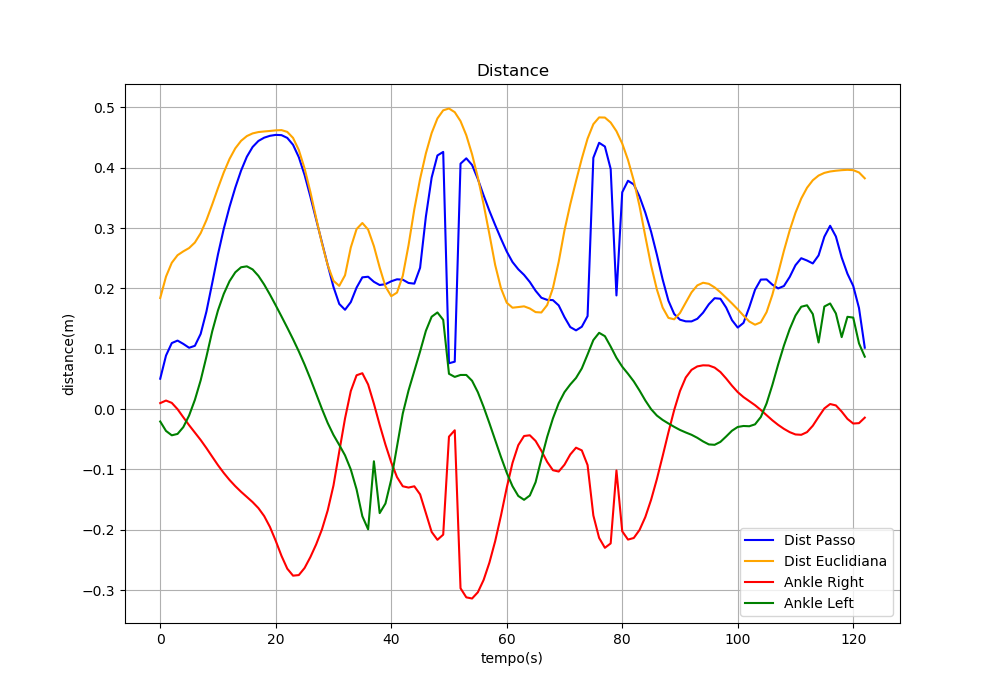 Distance
distance(m)
0.5
0.4
0.3
0.2
0.1
0.0
−0.1
−0.2
−0.3
0 20 40 60 80 100 120
tempo(s)
Dist Passo
Dist Euclidiana
Ankle Right
Ankle Left